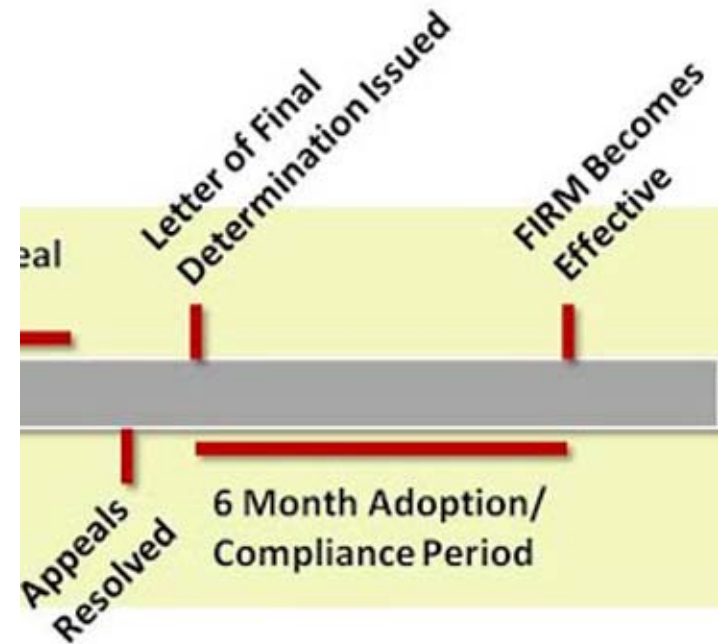 Letter of Final
Determination Issued
FIRM Becomes
Effective
eal
Appeals
Resolved
6 Month Adoption/
Compliance Period